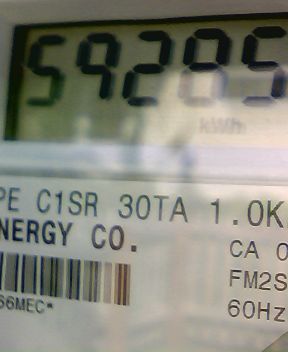 59285
kWh
PE C1SR 30TA 1.0K
NERGY CO.
CA 0
FM2S
66MEC*
60Hz